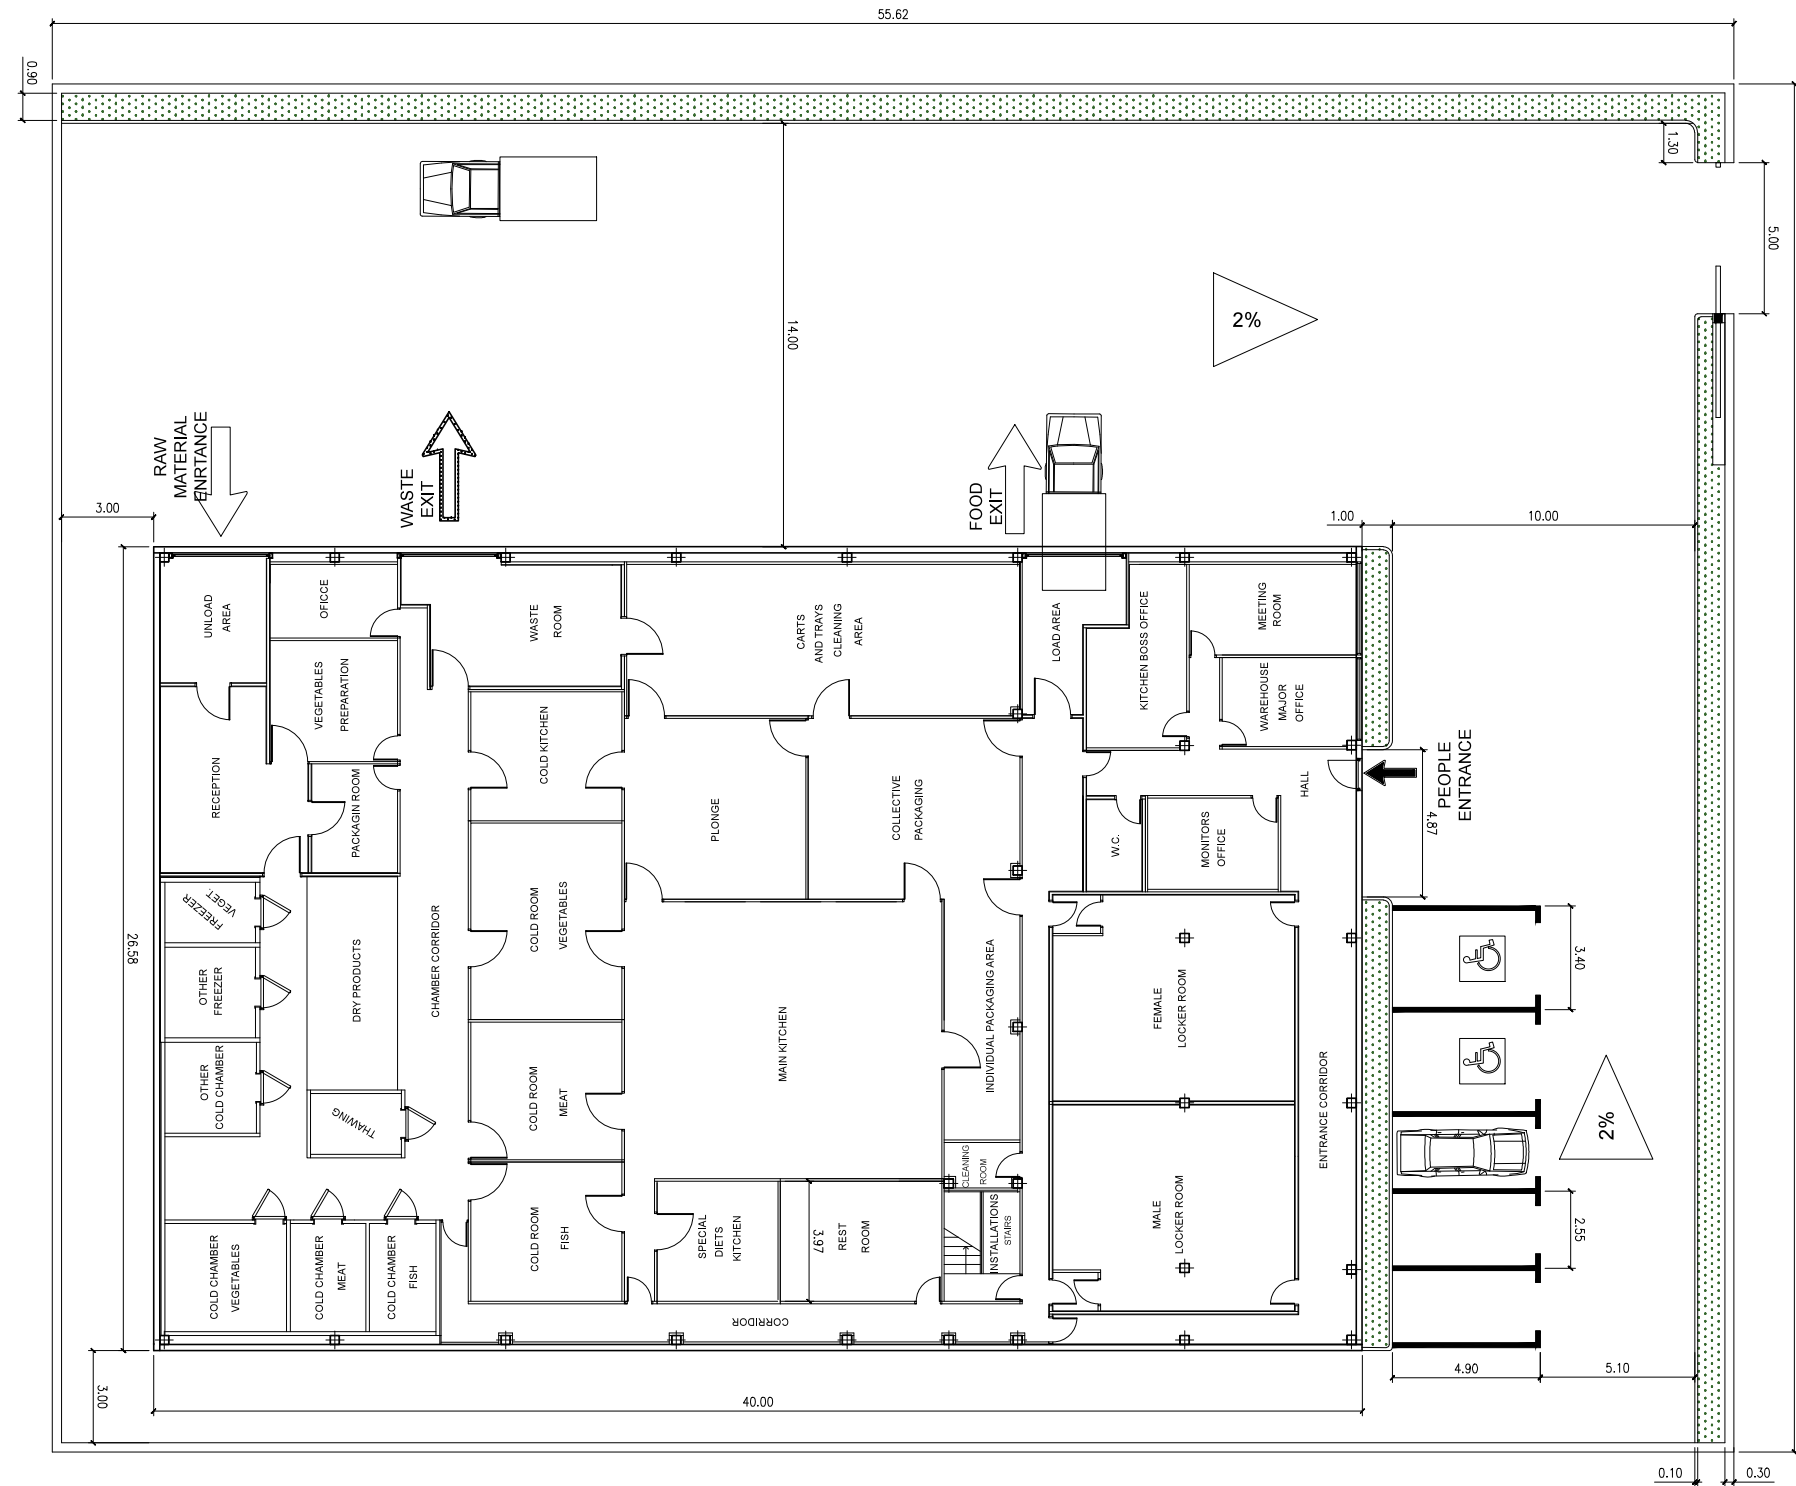 55.62
0.90
1.30
5.00
14.00
2%
RAW
MATERIAL
ENRTANCE
WASTE
EXIT
FOOD
EXIT
3.00
1.00
10.00
UNLOAD
AREA
OFICCE
WASTE
ROOM
CARTS
AND TRAYS
CLEANING
AREA
LOAD AREA
KITCHEN BOSS OFFICE
MEETING
ROOM
VEGETABLES
PREPARATION
WAREHOUSE
MAJOR
OFFICE
COLD KITCHEN
RECEPTION
PACKAGIN ROOM
PLONGE
COLLECTIVE
PACKAGING
HALL
PEOPLE
ENTRANCE
4.87
W.C.
MONITORS
OFFICE
FREEZER
VEGET.
26.58
DRY PRODUCTS
CHAMBER CORRIDOR
COLD ROOM
VEGETABLES
OTHER
FREEZER
MAIN KITCHEN
INDIVIDUAL PACKAGING AREA
FEMALE
LOCKER ROOM
3.40
OTHER
COLD CHAMBER
THAWING
COLD ROOM
MEAT
ENTRANCE CORRIDOR
2%
CLEANING
ROOM
COLD CHAMBER
VEGETABLES
COLD CHAMBER
MEAT
COLD CHAMBER
FISH
COLD ROOM
FISH
SPECIAL
DIETS
KITCHEN
3.97
REST
ROOM
INSTALLATIONS
STAIRS
MALE
LOCKER ROOM
2.55
CORRIDOR
3.00
40.00
4.90
5.10
0.10
0.30